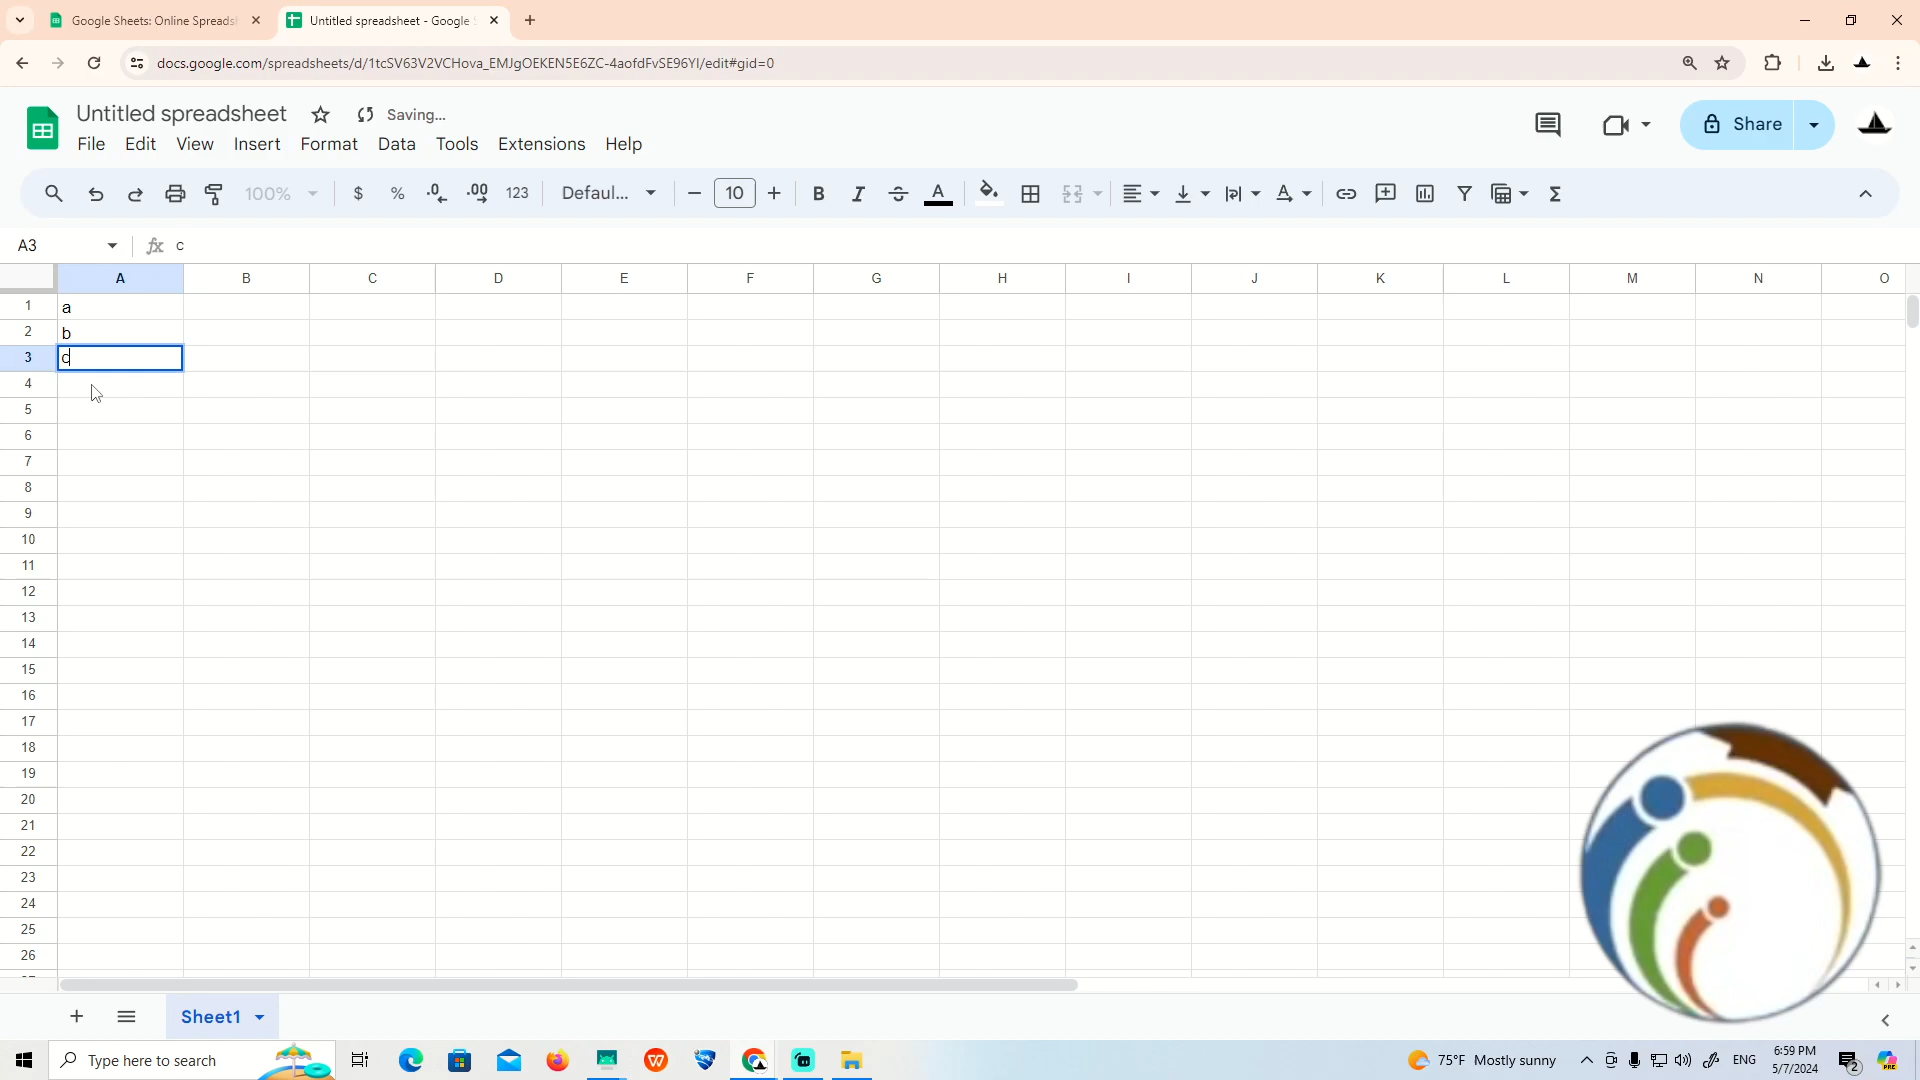 Google Sheets: Online Spreads
Untitled spreadsheet - Google S
docs.google.com/spreadsheets/d/1tcSV63V2VCHova_EMJgOEKEN5E6ZC-4aofdFvSE96YI/edit#gid=0
Untitled spreadsheet
Saving...
File Edit View Insert Format Data Tools Extensions Help
Share
100% $ % .0 .00 123 Defaul... 10 B I S A A Σ
A3
fx c
A B C D E F G H I J K L M N O
1 a
2 b
3 c
4
5
6
7
8
9
10
11
12
13
14
15
16
17
18
19
20
21
22
23
24
25
26
Sheet1
Type here to search
75°F Mostly sunny
ENG
6:59 PM
5/7/2024
2
PRE